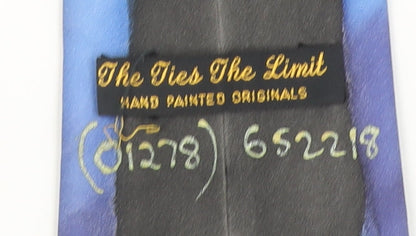 The Ties The Limit
HAND PAINTED ORIGINALS
(01278) 652218